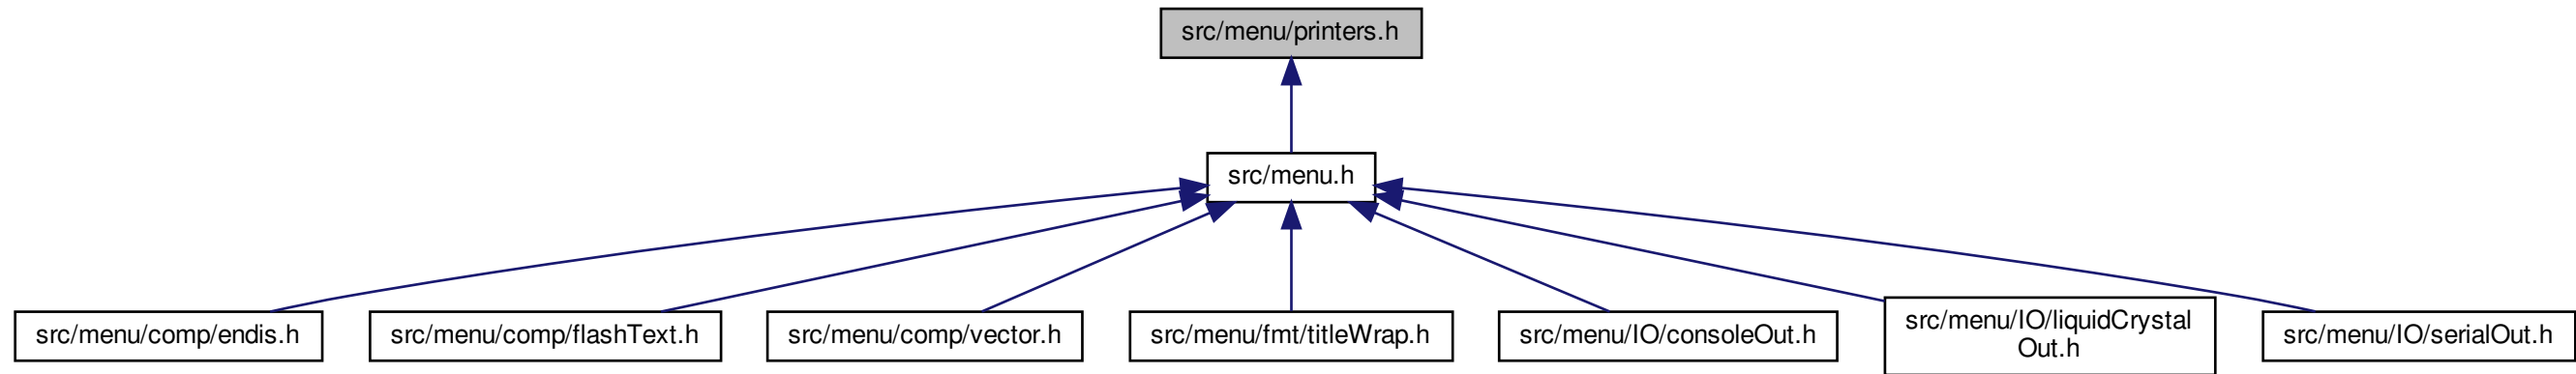 src/menu/printers.h
src/menu.h
src/menu/comp/endis.h
src/menu/comp/flashText.h
src/menu/comp/vector.h
src/menu/fmt/titleWrap.h
src/menu/IO/consoleOut.h
src/menu/IO/liquidCrystal
Out.h
src/menu/IO/serialOut.h